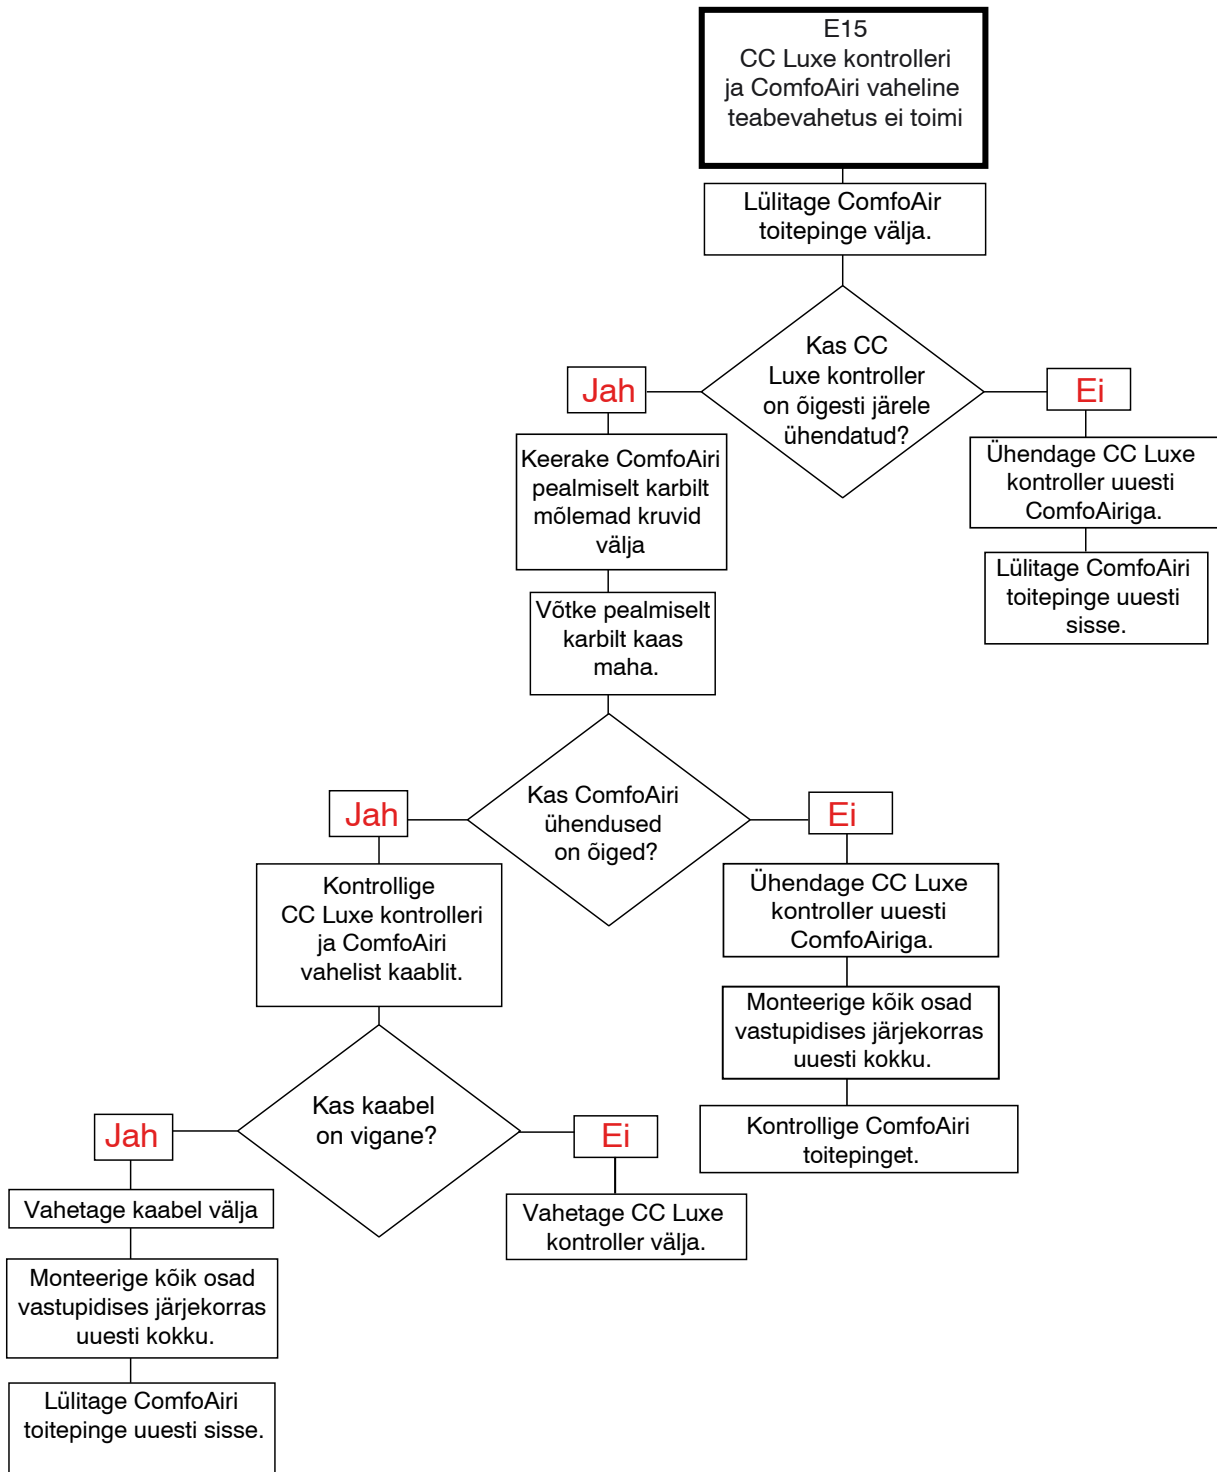 E15
CC Luxe kontrolleri
ja ComfoAiri vaheline
teabevahetus ei toimi
Lülitage ComfoAir
toitepinge välja.
Kas CC
Luxe kontroller
on õigesti järele
ühendatud?
Jah
Ei
Keerake ComfoAiri
pealmiselt karbilt
mõlemad kruvid
välja
Ühendage CC Luxe
kontroller uuesti
ComfoAiriga.
Lülitage ComfoAiri
toitepinge uuesti
sisse.
Võtke pealmiselt
karbilt kaas
maha.
Kas ComfoAiri
ühendused
on õiged?
Jah
Ei
Kontrollige
CC Luxe kontrolleri
ja ComfoAiri
vahelist kaablit.
Ühendage CC Luxe
kontroller uuesti
ComfoAiriga.
Monteerige kõik osad
vastupidises järjekorras
uuesti kokku.
Kontrollige ComfoAiri
toitepinget.
Kas kaabel
on vigane?
Jah
Ei
Vahetage kaabel välja
Vahetage CC Luxe
kontroller välja.
Monteerige kõik osad
vastupidises järjekorras
uuesti kokku.
Lülitage ComfoAiri
toitepinge uuesti sisse.